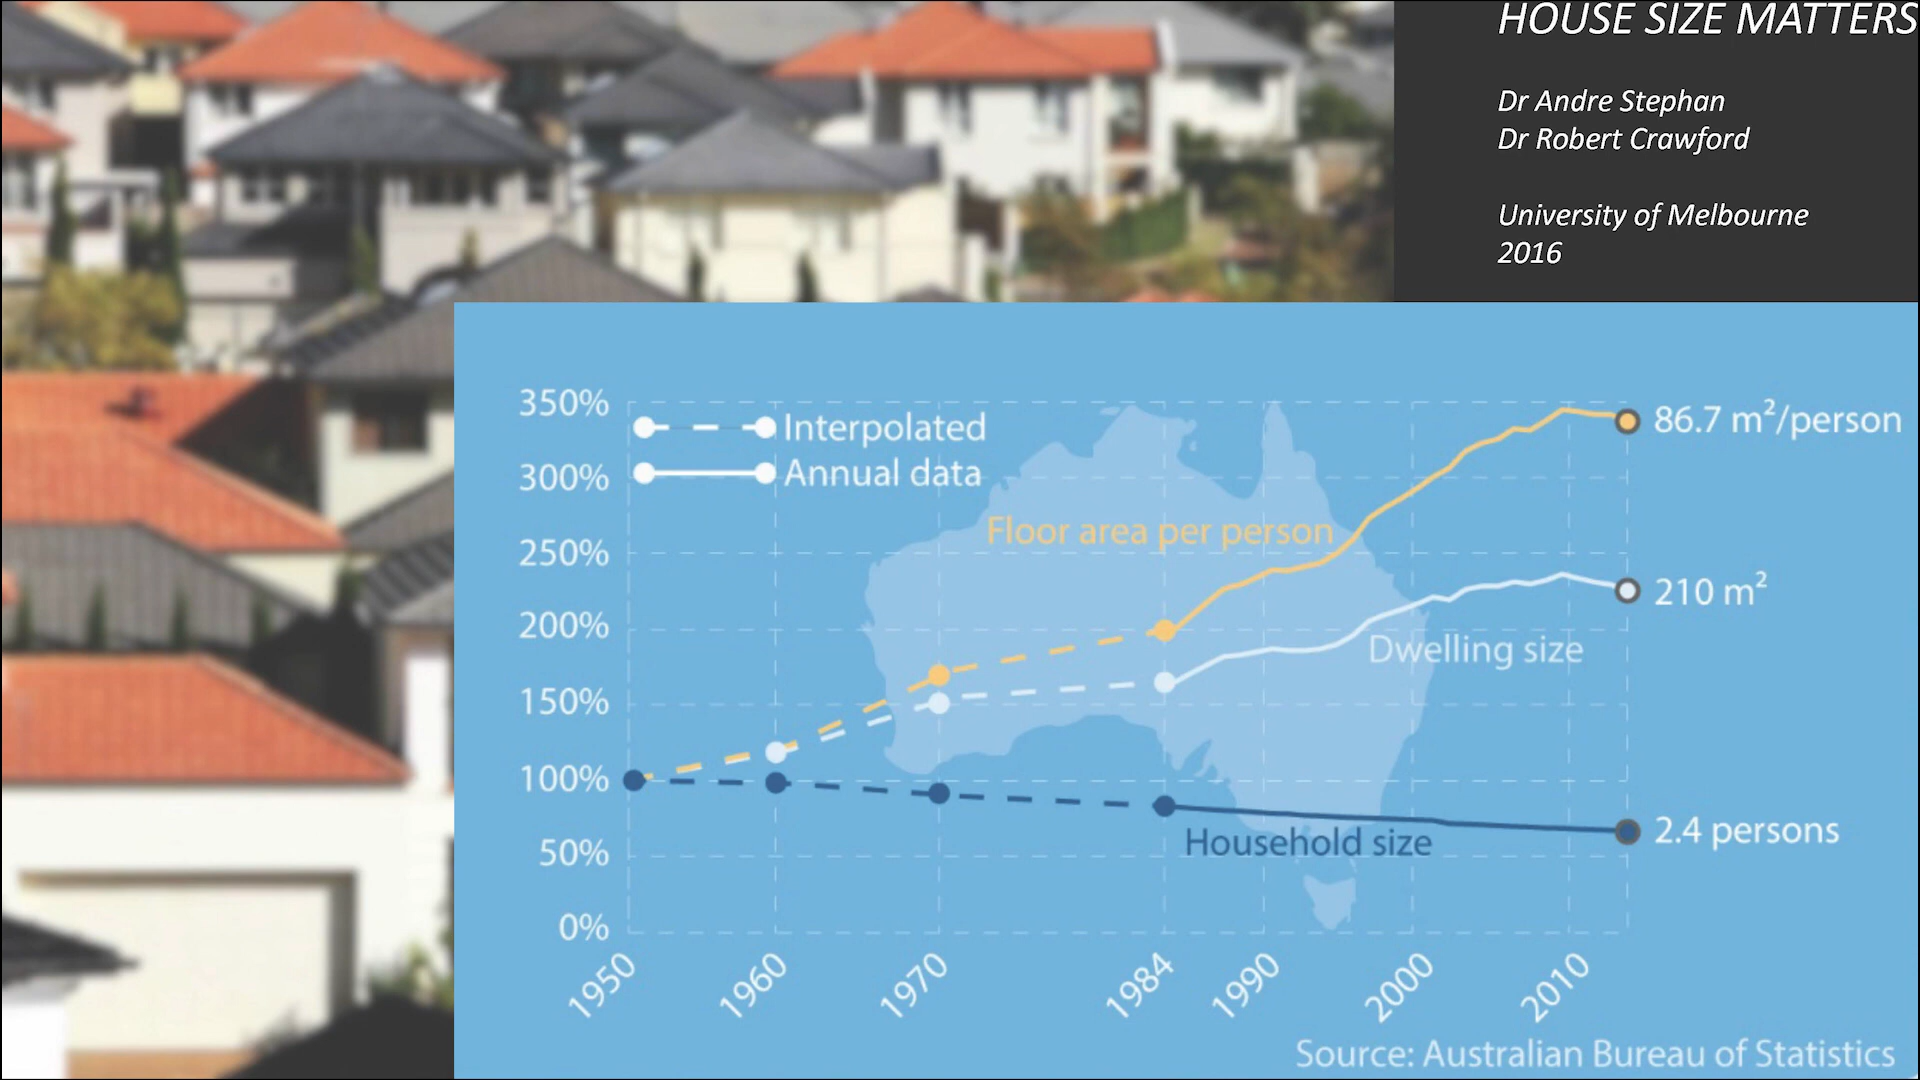 HOUSE SIZE MATTERS
Dr Andre Stephan
Dr Robert Crawford
University of Melbourne
2016
350%
300%
250%
200%
150%
100%
50%
0%
Interpolated
Annual data
Floor area per person
Dwelling size
Household size
86.7 m²/person
210 m²
2.4 persons
1950
1960
1970
1984
1990
2000
2010
Source: Australian Bureau of Statistics